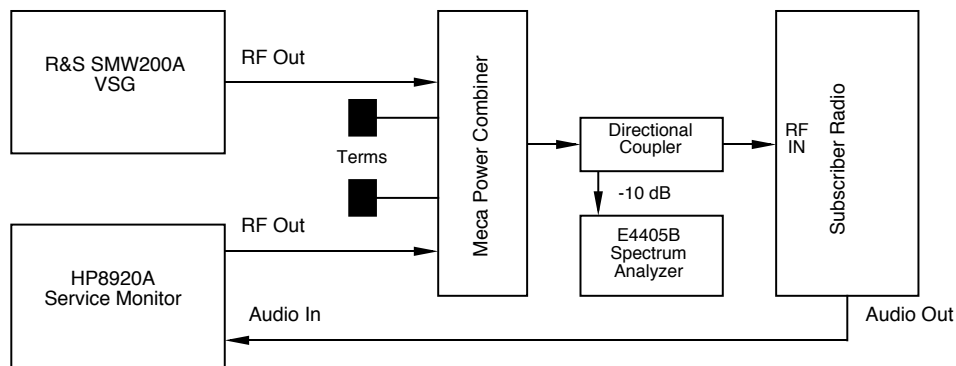 R&S SMW200A
VSG
RF Out
Terms
RF Out
HP8920A
Service Monitor
Audio In
Meca Power Combiner
Directional
Coupler
-10 dB
E4405B
Spectrum
Analyzer
RF
IN
Subscriber Radio
Audio Out